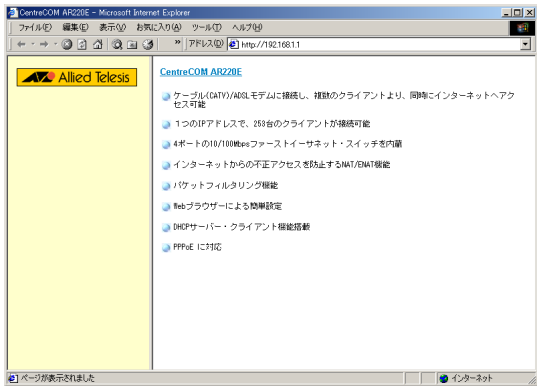 CentreCOM AR220E - Microsoft Internet Explorer
ファイル(F) 編集(E) 表示(V) お気に入り(A) ツール(T) ヘルプ(H)
» アドレス(D) http://192.168.1.1
Allied Telesis
CentreCOM AR220E
ケーブル(CATV)/ADSLモデムに接続し、複数のクライアントより、同時にインターネットへアク
セス可能
1つのIPアドレスで、253台のクライアントが接続可能
4ポートの10/100Mbpsファーストイーサネット・スイッチを内蔵
インターネットからの不正アクセスを防止するNAT/ENAT機能
パケットフィルタリング機能
Webブラウザーによる簡単設定
DHCPサーバー・クライアント機能搭載
PPPoE に対応
ページが表示されました
インターネット